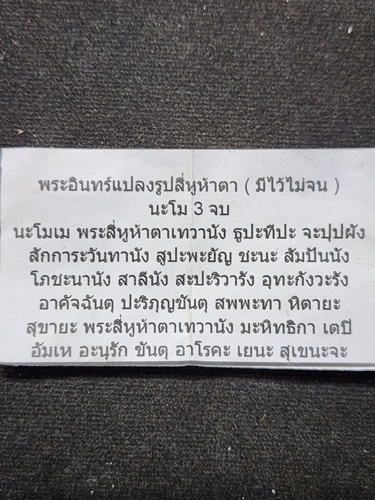 พระอินทร์แปลงรูปสี่หูห้าตา ( มีไว้ไม่จน )
นะโม 3 จบ
นะโมเม พระสี่หูห้าตาเทวานัง ธูปะทีปะ จะปุปผัง
สักการะวันทานัง สูปะพะยัญ ชะนะ สัมปันนัง
โภชะนานัง สาลีนัง สะปะริวารัง อุทะกังวะรัง
อาคัจฉันตุ ปะริภุญขันตุ สพพะทา หิตายะ
สุขายะ พระสี่หูห้าตาเทวานัง มะหิทธิกา เตปิ
อัมเห อะนุรัก ขันตุ อาโรคะ เยนะ สุเขนะจะ